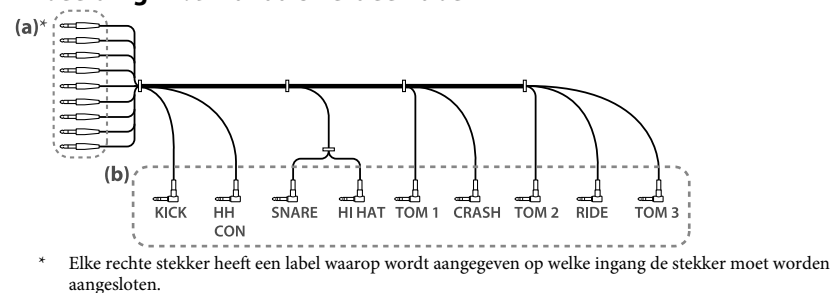 (a)*
(b)
KICK HH SNARE HI HAT TOM 1 CRASH TOM 2 RIDE TOM 3
CON
* Elke rechte stekker heeft een label waarop wordt aangegeven op welke ingang de stekker moet worden
aangesloten.